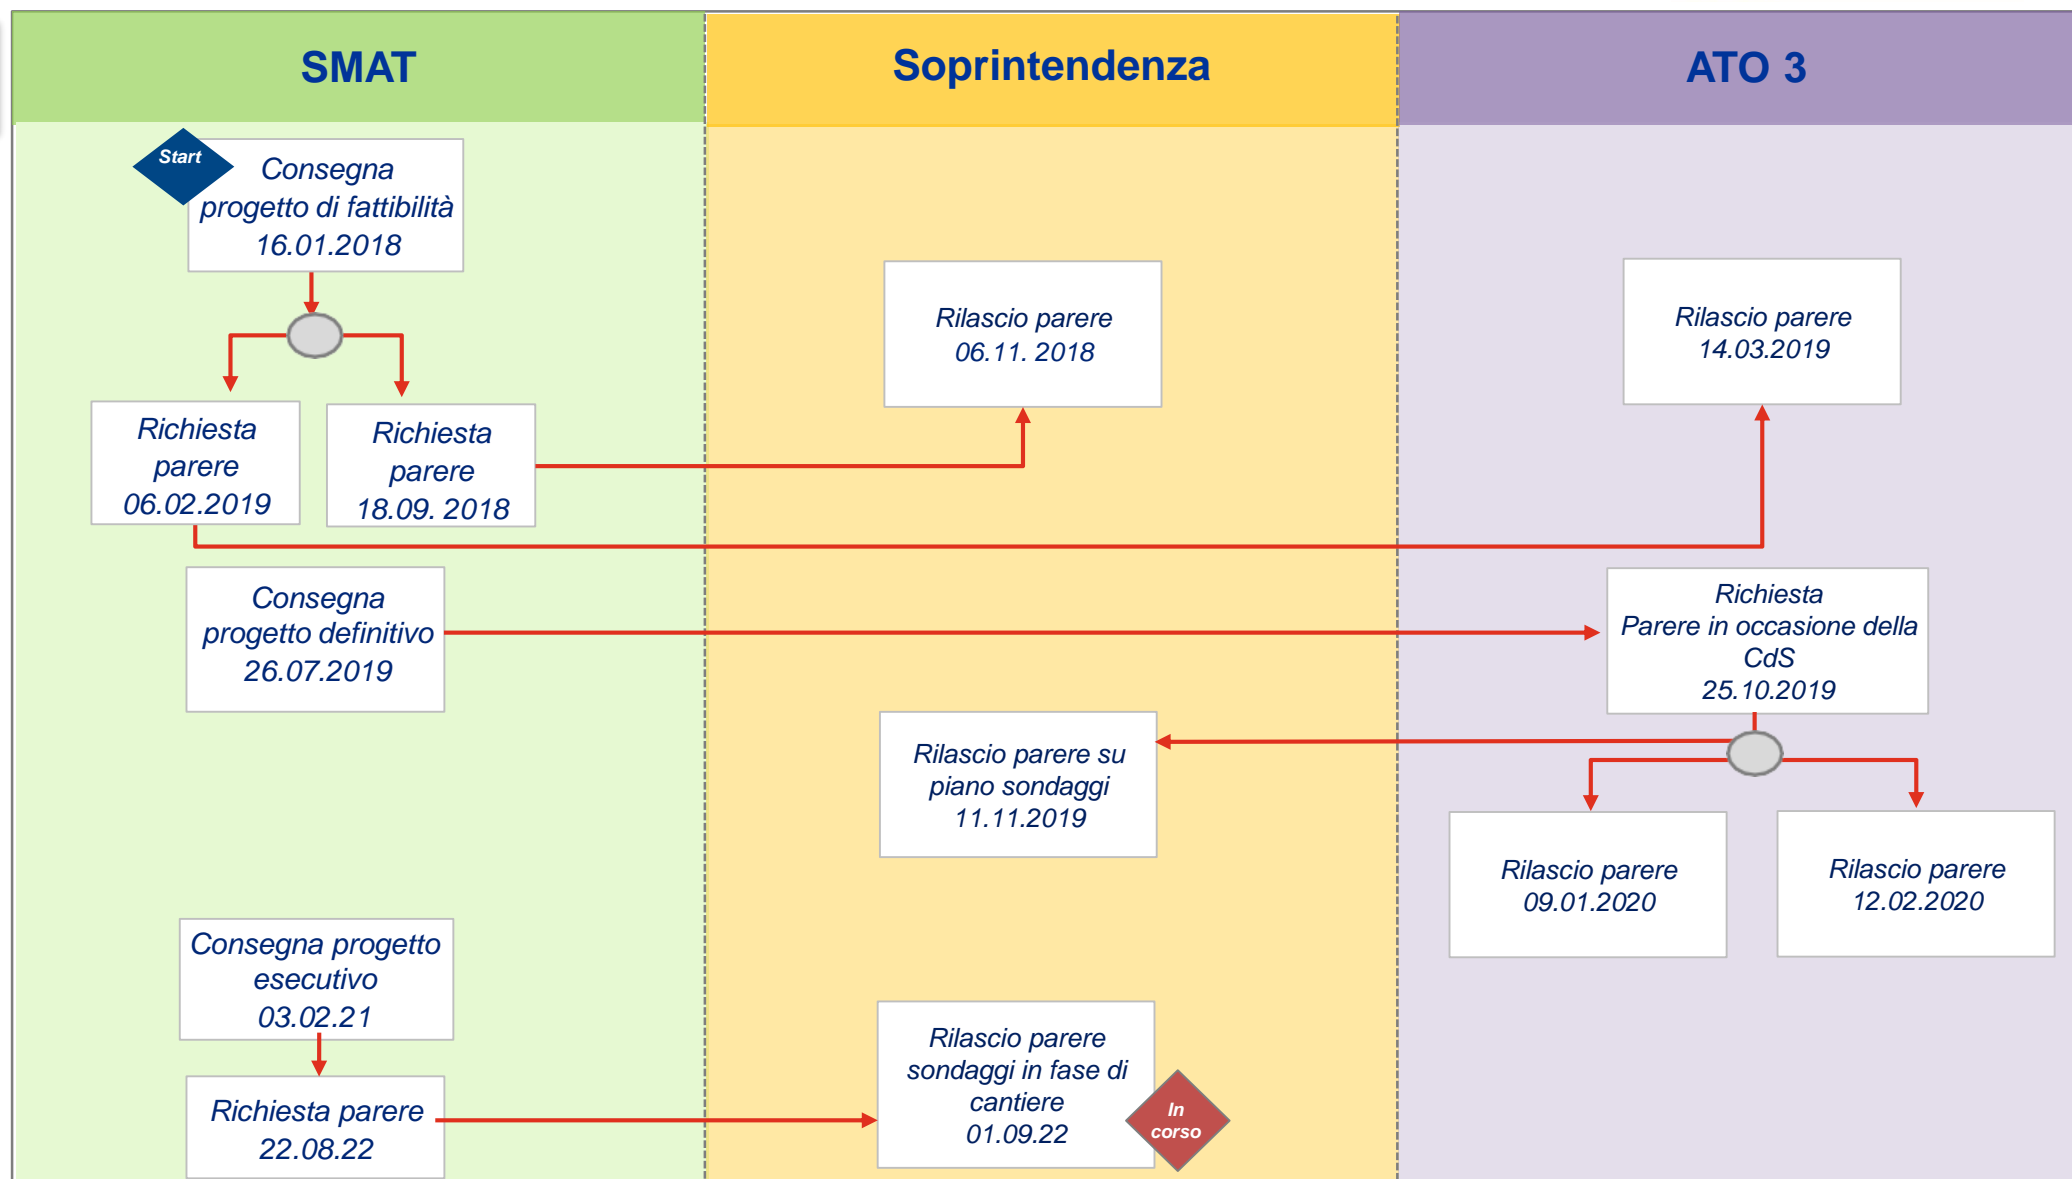 SMAT
Soprintendenza
ATO 3
Start
Consegna
progetto di fattibilità
16.01.2018
Rilascio parere
06.11. 2018
Rilascio parere
14.03.2019
Richiesta
parere
06.02.2019
Richiesta
parere
18.09. 2018
Consegna
progetto definitivo
26.07.2019
Richiesta
Parere in occasione della
CdS
25.10.2019
Rilascio parere su
piano sondaggi
11.11.2019
Rilascio parere
09.01.2020
Rilascio parere
12.02.2020
Consegna progetto
esecutivo
03.02.21
Rilascio parere
sondaggi in fase di
cantiere
01.09.22
In
corso
Richiesta parere
22.08.22